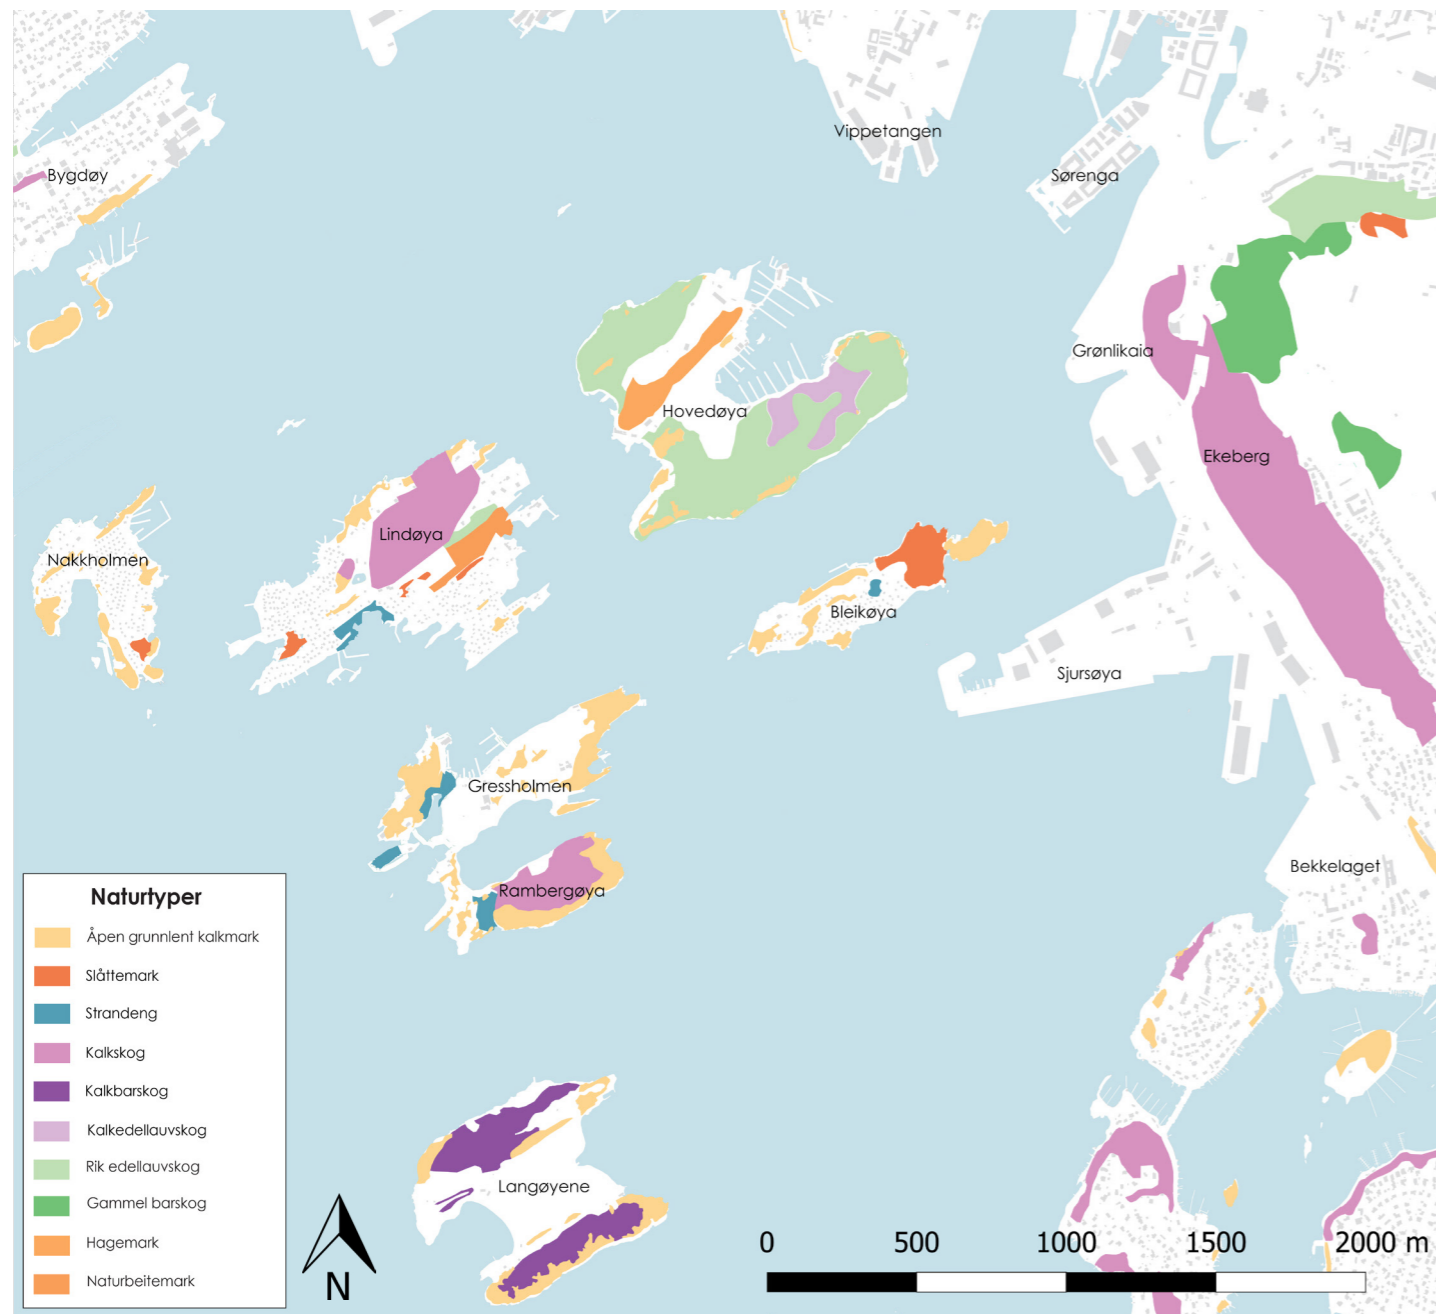 Vippetangen
Bygdøy
Sørenga
Grønlikaia
Hovedøya
Ekeberg
Lindøya
Nakkholmen
Bleikøya
Sjursøya
Gressholmen
Bekkelaget
Rambergøya
Naturtyper
Åpen grunnlent kalkmark
Slåttemark
Strandeng
Kalkskog
Kalkbarskog
Kalkedellauvskog
Rik edellauvskog
Gammel barskog
Hagemark
Naturbeitemark
Langøyene
N
0 500 1000 1500 2000 m